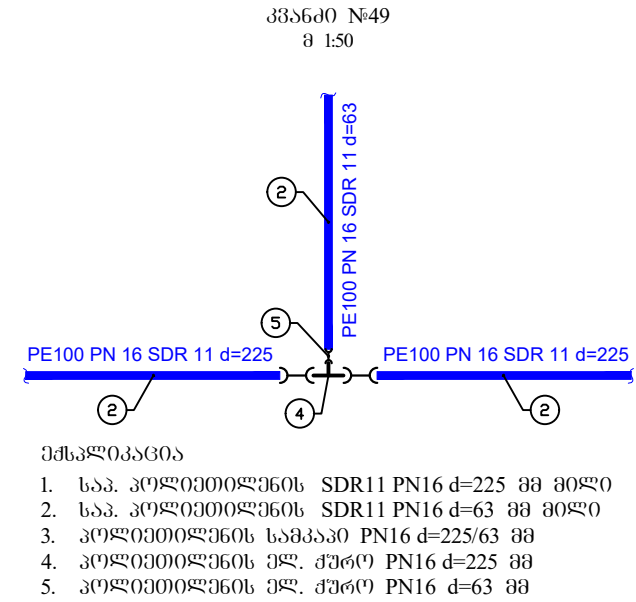 კვანძი №49
მ 1:50
PE100 PN 16 SDR 11 d=63
2
5
PE100 PN 16 SDR 11 d=225
PE100 PN 16 SDR 11 d=225
2
4
2
ექსპლიკაცია
1. საპ. პოლიეთილენის SDR11 PN16 d=225 მმ მილი
2. საპ. პოლიეთილენის SDR11 PN16 d=63 მმ მილი
3. პოლიეთილენის სამკაპი PN16 d=225/63 მმ
4. პოლიეთილენის ელ. ქურო PN16 d=225 მმ
5. პოლიეთილენის ელ. ქურო PN16 d=63 მმ